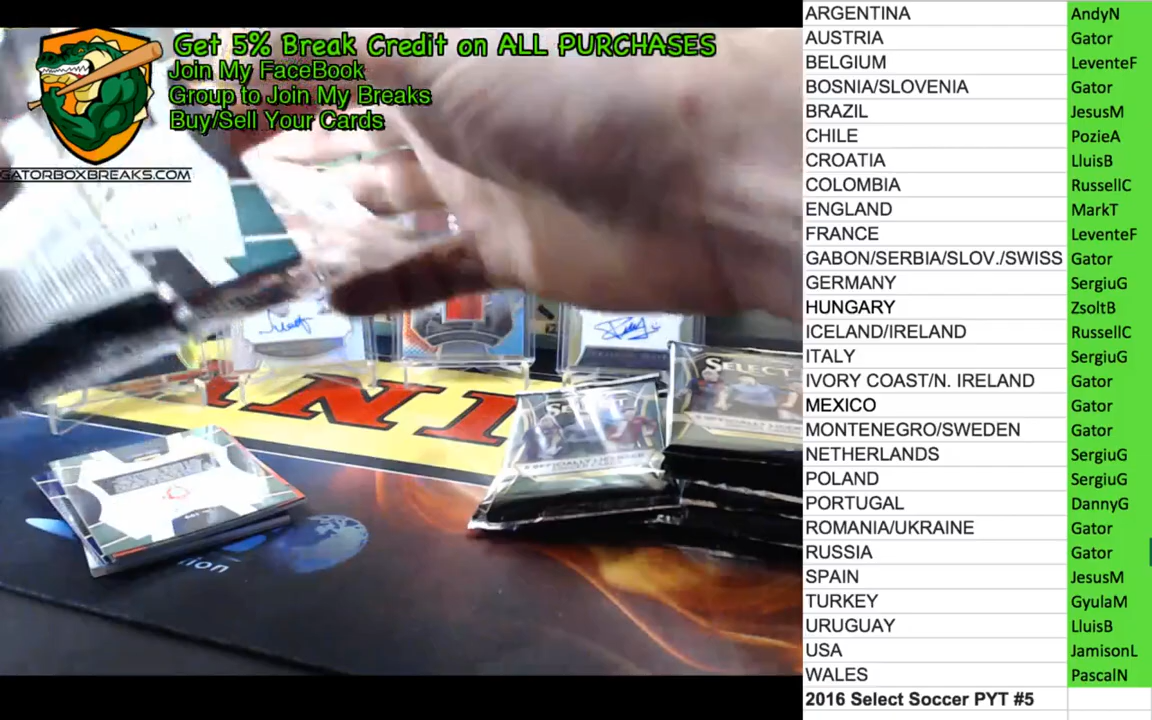 Get 5% Break Credit on ALL PURCHASES
Join My FaceBook
Group to Join My Breaks
Buy/Sell Your Cards
GATORBOXBREAKS.COM
SELECT
SELECT
ARGENTINA AndyN
AUSTRIA Gator
BELGIUM LeventeF
BOSNIA/SLOVENIA Gator
BRAZIL JesusM
CHILE PozieA
CROATIA LluisB
COLOMBIA RussellC
ENGLAND MarkT
FRANCE LeventeF
GABON/SERBIA/SLOV./SWISS Gator
GERMANY SergiuG
HUNGARY ZsoltB
ICELAND/IRELAND RussellC
ITALY SergiuG
IVORY COAST/N. IRELAND Gator
MEXICO Gator
MONTENEGRO/SWEDEN Gator
NETHERLANDS SergiuG
POLAND SergiuG
PORTUGAL DannyG
ROMANIA/UKRAINE Gator
RUSSIA Gator
SPAIN JesusM
TURKEY GyulaM
URUGUAY LluisB
USA JamisonL
WALES PascalN
2016 Select Soccer PYT #5